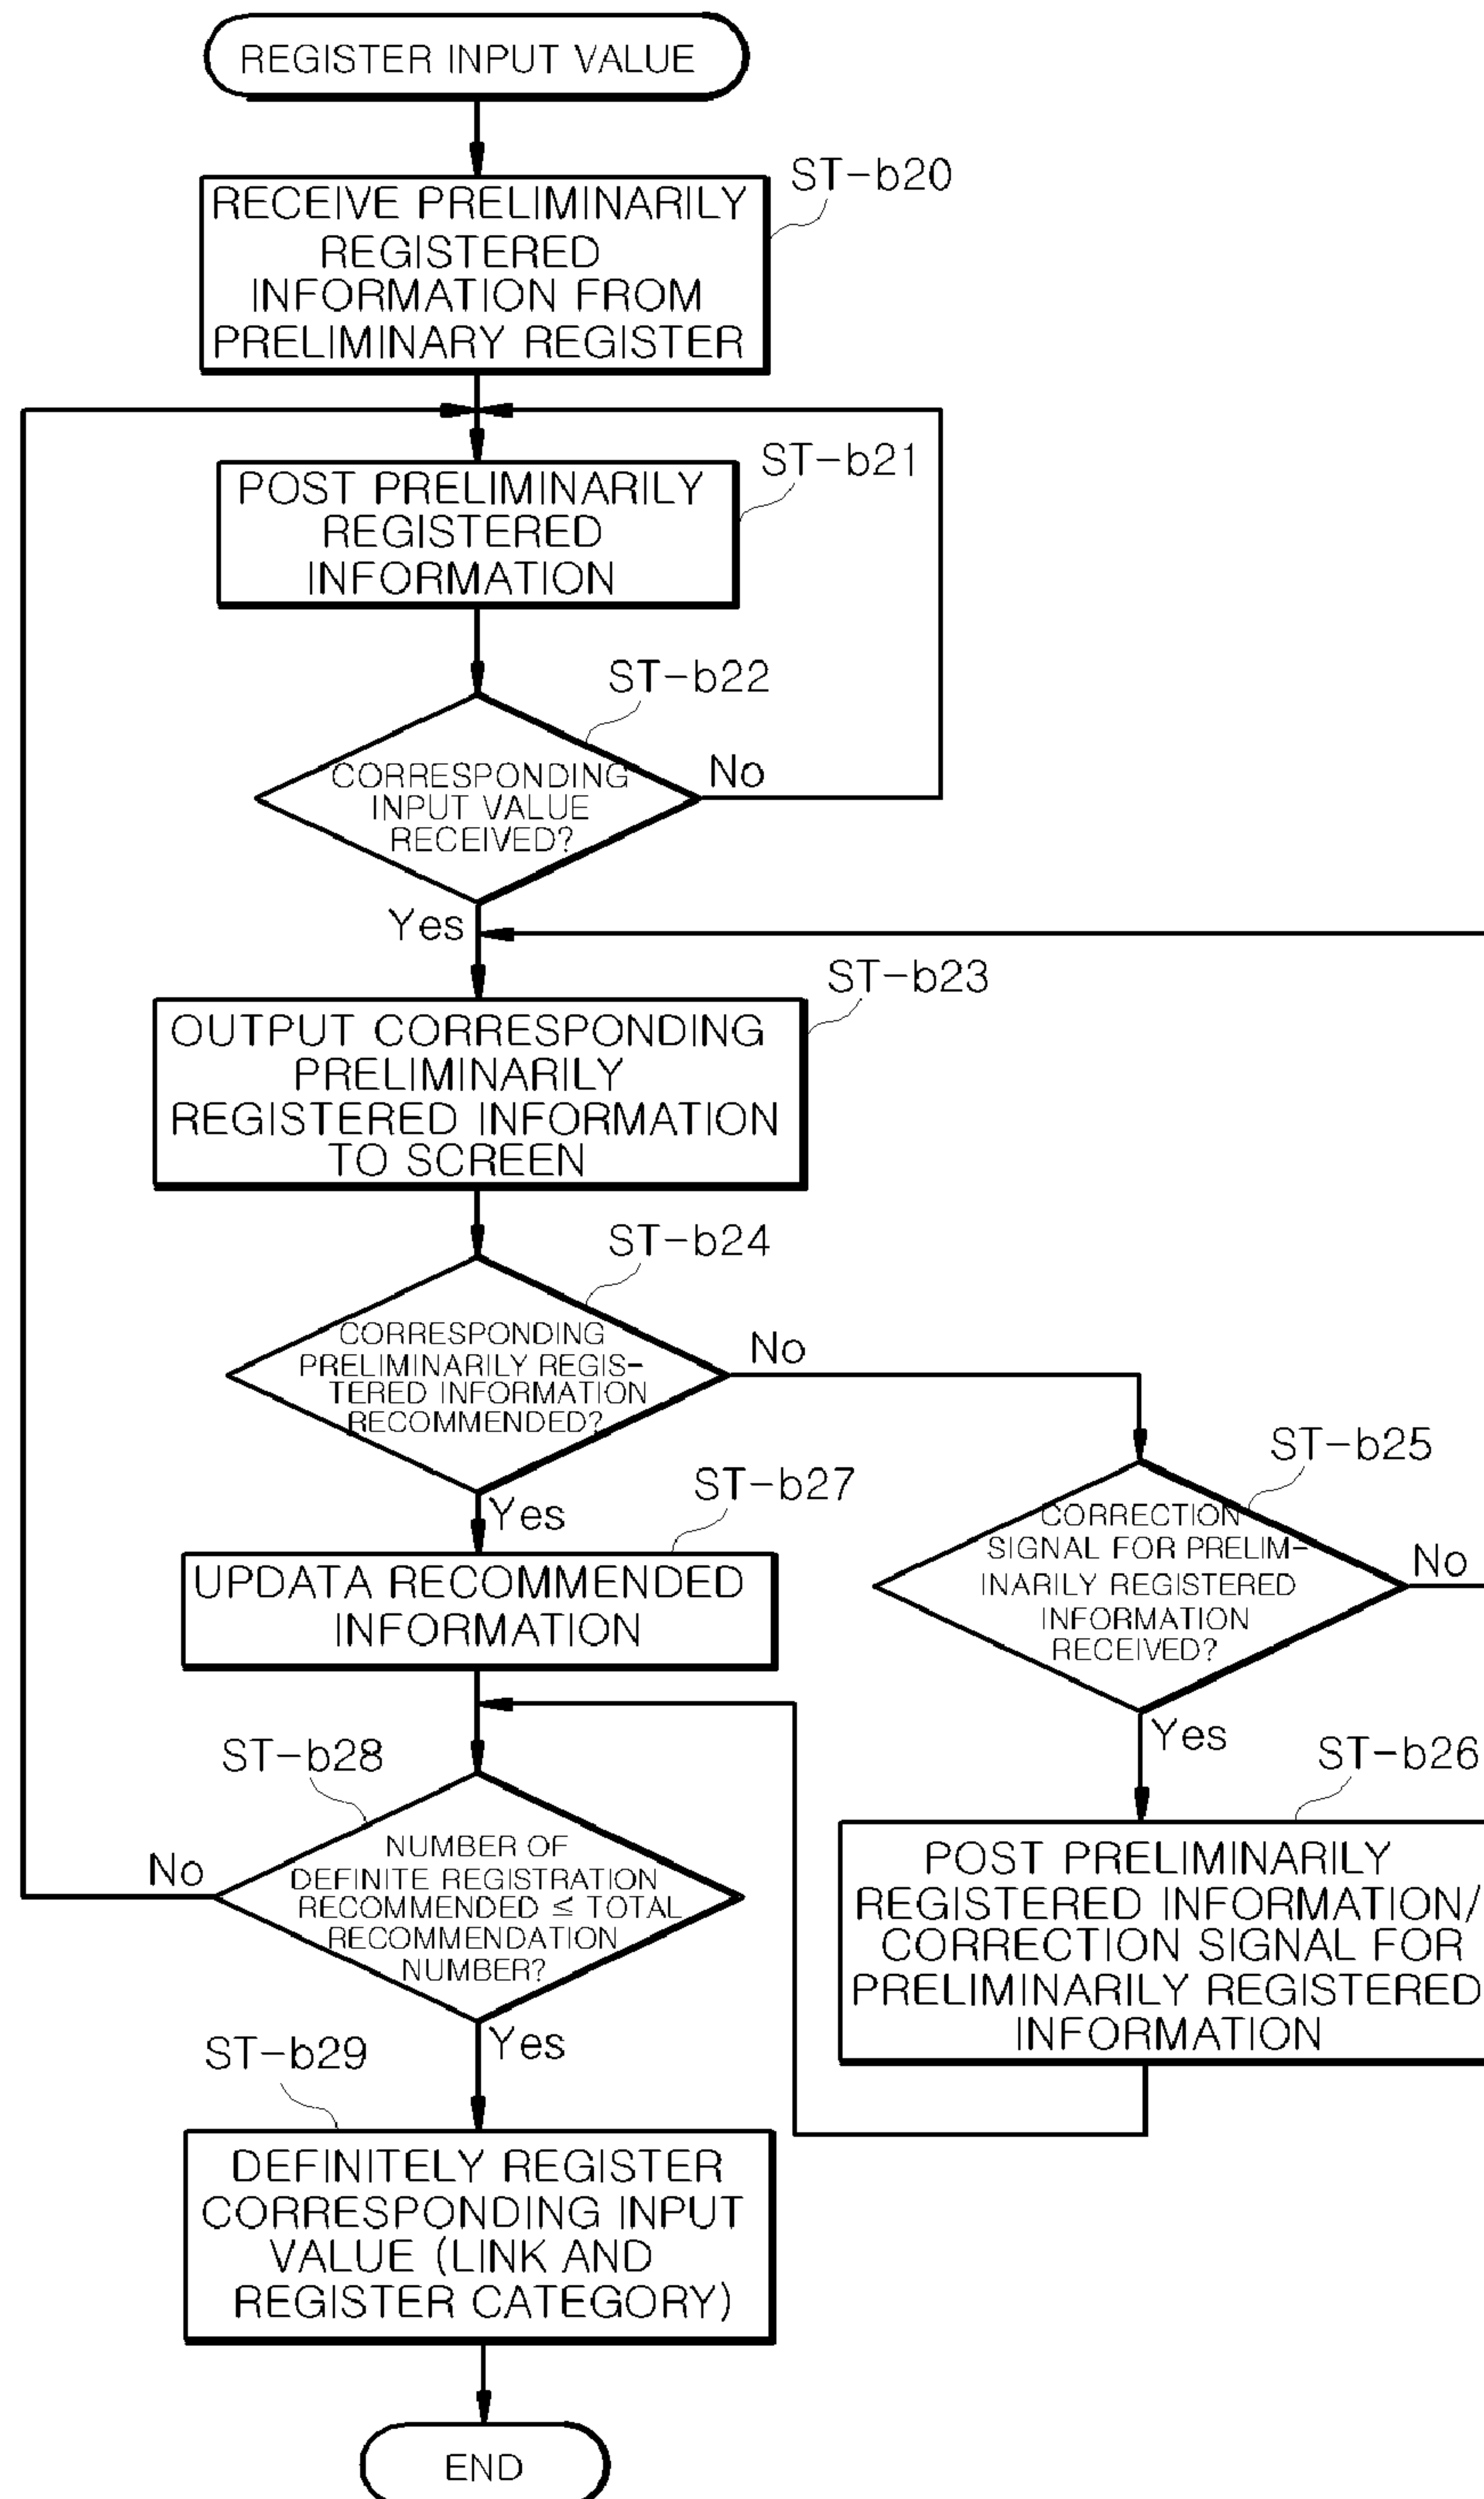 REGISTER INPUT VALUE
ST-b20
RECEIVE PRELIMINARILY
REGISTERED
INFORMATION FROM
PRELIMINARY REGISTER
ST-b21
POST PRELIMINARILY
REGISTERED
INFORMATION
ST-b22
CORRESPONDING
INPUT VALUE
RECEIVED?
No
Yes
ST-b23
OUTPUT CORRESPONDING
PRELIMINARILY
REGISTERED INFORMATION
TO SCREEN
ST-b24
CORRESPONDING
PRELIMINARILY REGIS-
TERED INFORMATION
RECOMMENDED?
No
Yes
ST-b25
CORRECTION
SIGNAL FOR PRELIM-
INARILY REGISTERED
INFORMATION
RECEIVED?
No
Yes
ST-b27
UPDATA RECOMMENDED
INFORMATION
ST-b26
POST PRELIMINARILY
REGISTERED INFORMATION/
CORRECTION SIGNAL FOR
PRELIMINARILY REGISTERED
INFORMATION
ST-b28
NUMBER OF
DEFINITE REGISTRATION
RECOMMENDED ≤ TOTAL
RECOMMENDATION
NUMBER?
No
Yes
ST-b29
DEFINITELY REGISTER
CORRESPONDING INPUT
VALUE (LINK AND
REGISTER CATEGORY)
END